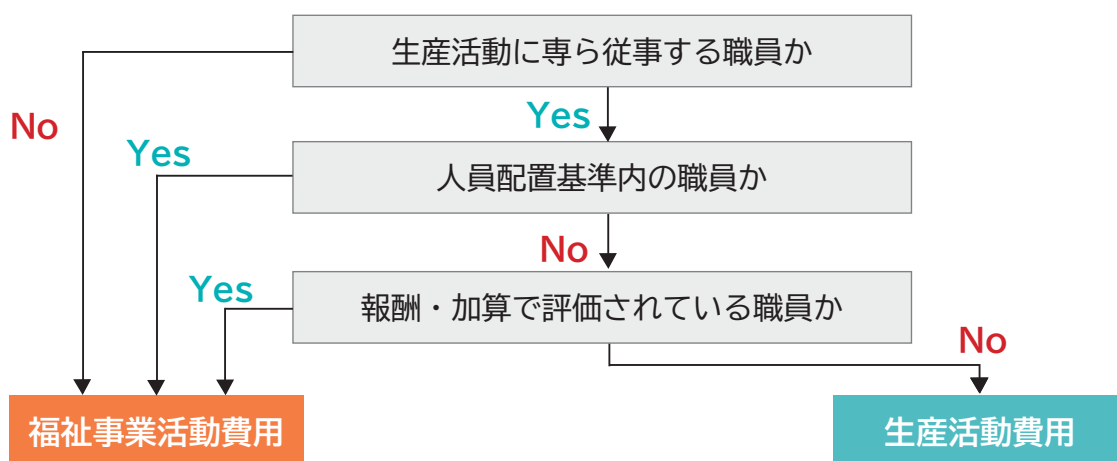 生産活動に専ら従事する職員か
No
Yes
Yes
人員配置基準内の職員か
No
Yes
報酬・加算で評価されている職員か
No
福祉事業活動費用
生産活動費用